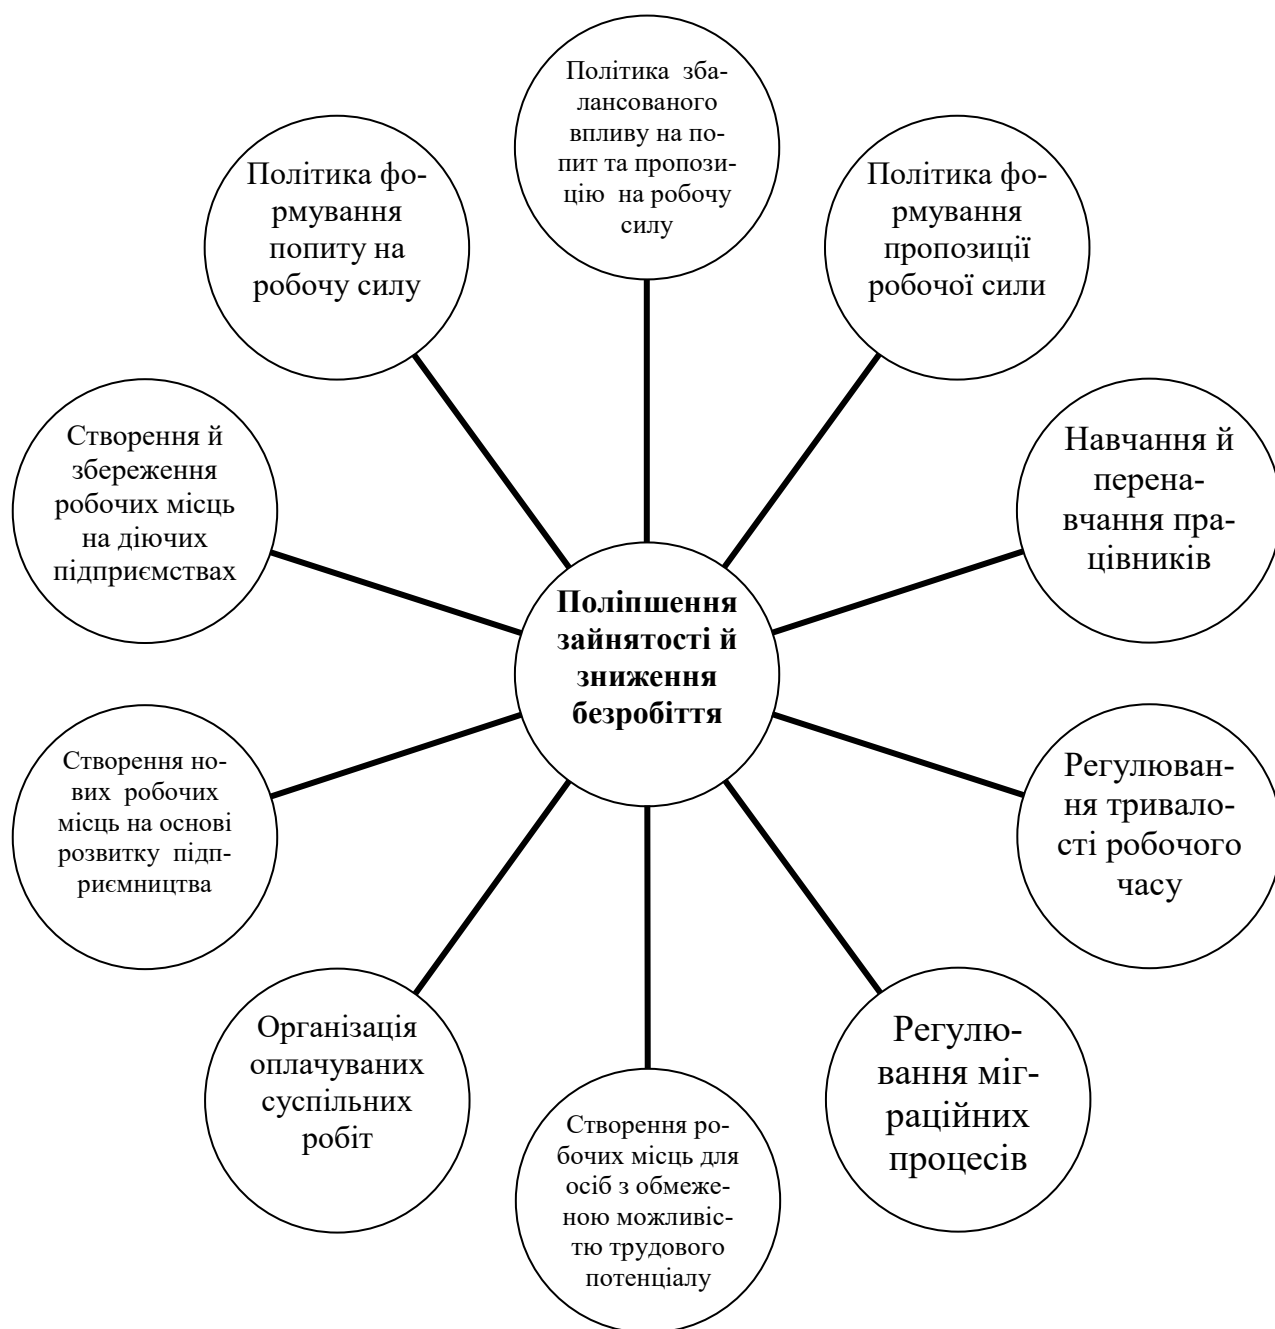 Політика зба-
лансованого
впливу на по-
пит та пропози-
цію на робочу
силу
Політика фо-
рмування
попиту на
робочу силу
Політика фо-
рмування
пропозиції
робочої сили
Створення й
збереження
робочих місць
на діючих
підприємствах
Навчання й
перена-
вчання пра-
цівників
Поліпшення
зайнятості й
зниження
безробіття
Створення но-
вих робочих
місць на основі
розвитку підп-
риємництва
Регулюван-
ня тривало-
сті робочого
часу
Організація
оплачуваних
суспільних
робіт
Створення ро-
бочих місць для
осіб з обмеже-
ною можливіс-
тю трудового
потенціалу
Регулю-
вання міг-
раційних
процесів